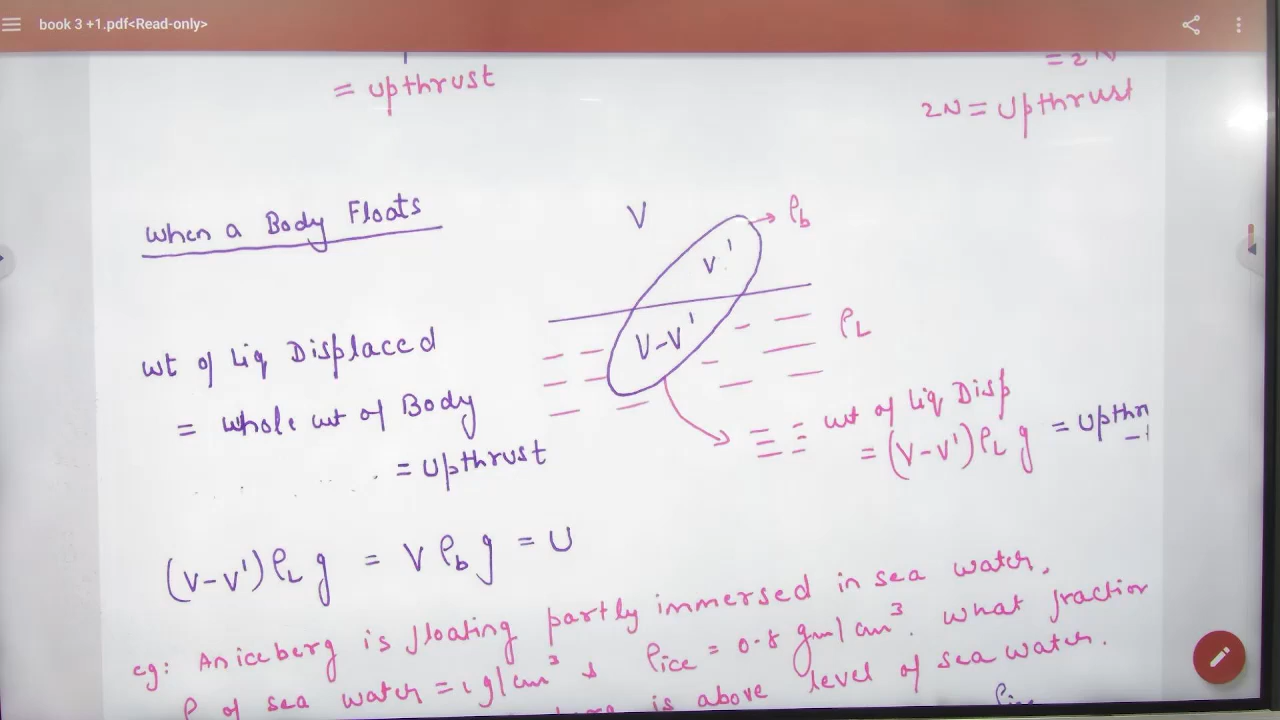 book 3 +1.pdf<Read-only>
= upthrust
= 2N
2N = Upthrust
When a Body Floats
V
ρb
V'
V-V'
ρL
wt of Liq Displaced
= whole wt of Body
= Upthrust
wt of Liq Disp
= (V-V')ρL g = Upthr
(V-V')ρL g = V ρb g = U
eg: An iceberg is floating partly immersed in sea water,
ρ of sea water = 1 g/cm³ & ρice = 0.8 gm/cm³. What fraction
is above level of sea water.